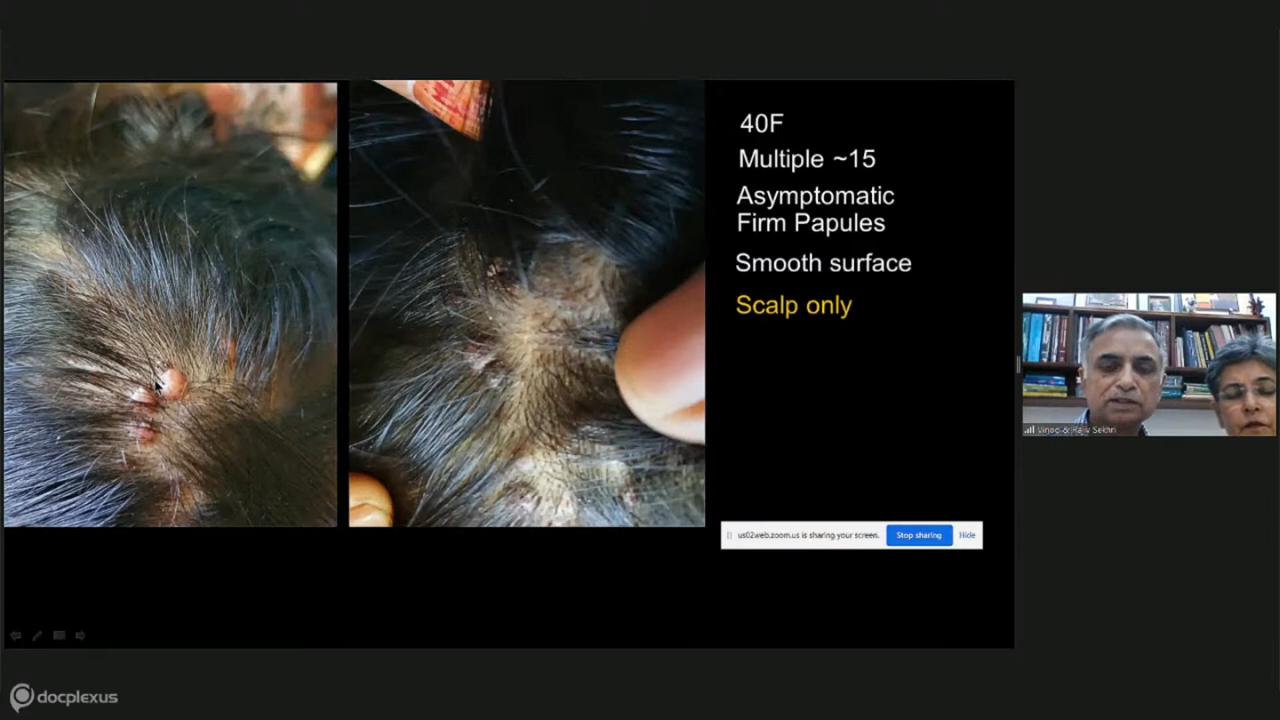 40F
Multiple ~15
Asymptomatic
Firm Papules
Smooth surface
Scalp only
us02web.zoom.us is sharing your screen.
Stop sharing
Hide
Sekhri
docplexus